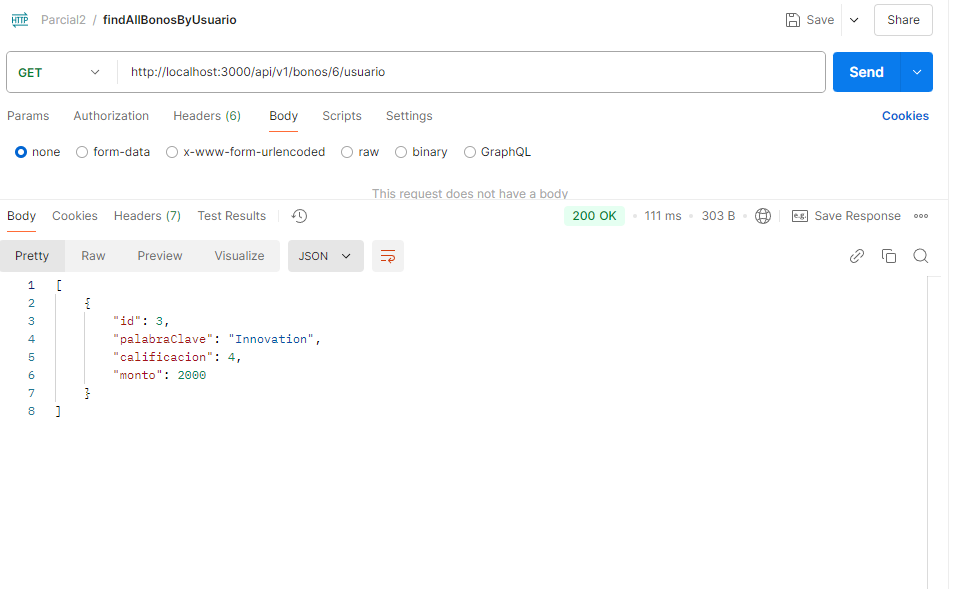 HTTP Parcial2 / findAllBonosByUsuario Save Share
GET http://localhost:3000/api/v1/bonos/6/usuario Send
Params Authorization Headers (6) Body Scripts Settings Cookies
none form-data x-www-form-urlencoded raw binary GraphQL
This request does not have a body
Body Cookies Headers (7) Test Results 200 OK • 111 ms • 303 B • e.g. Save Response
Pretty Raw Preview Visualize JSON
1 [
2 {
3 "id": 3,
4 "palabraClave": "Innovation",
5 "calificacion": 4,
6 "monto": 2000
7 }
8 ]